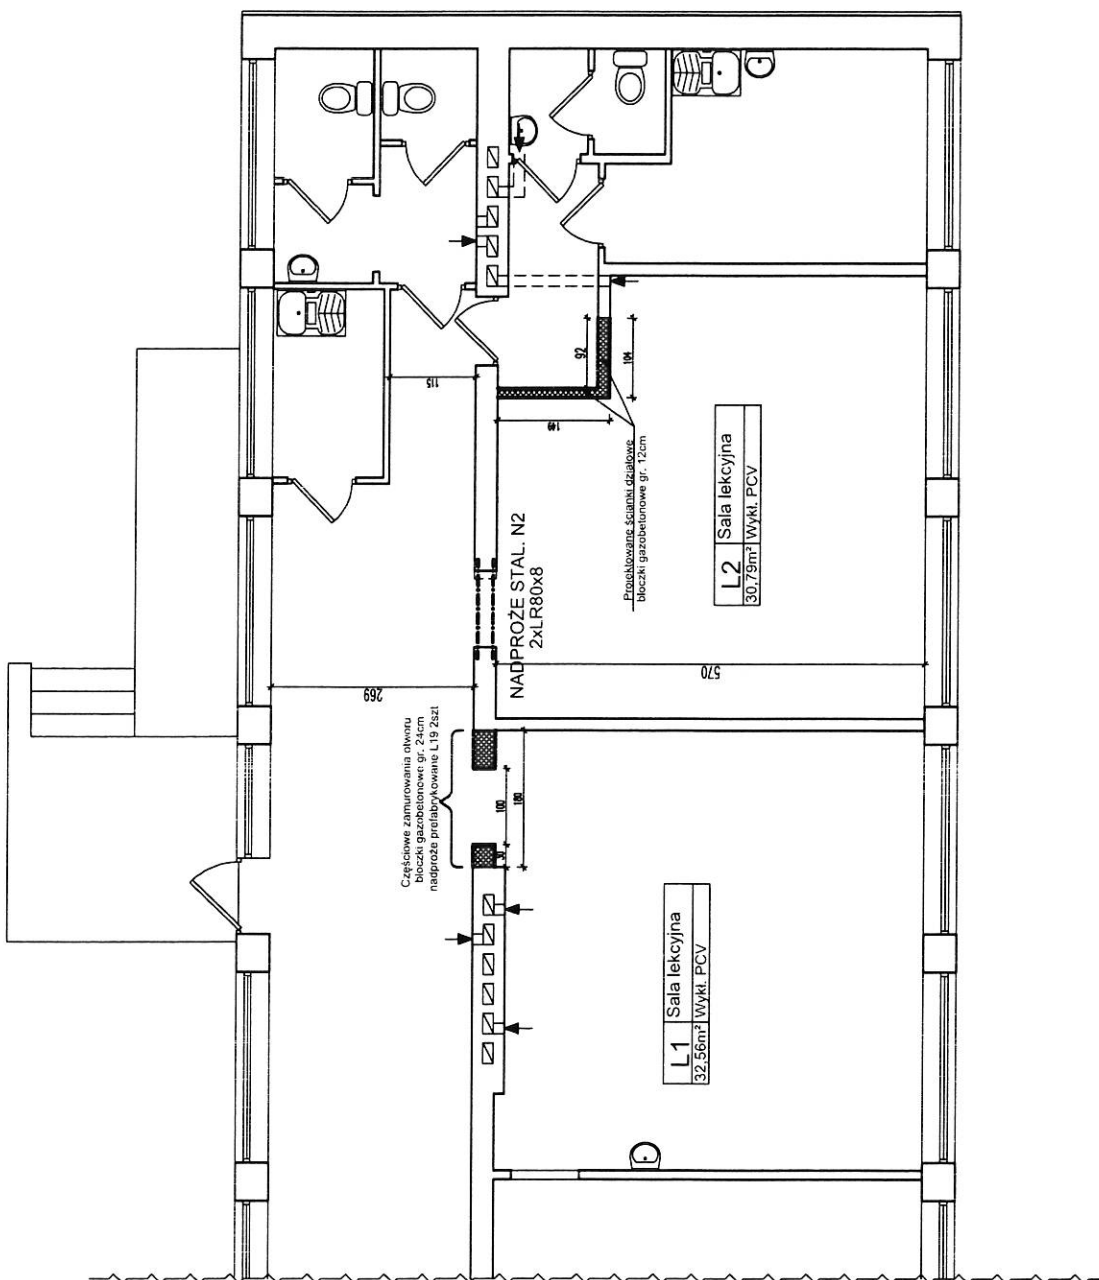 115
92
104
146
Projektowane ścianki działowe
bloczki gazobetonowe gr. 12cm
NADPROŻE STAL. N2
2xLR80x8
L2 Sala lekcyjna
30,79m² Wykł. PCV
269
570
Częściowe zamurowania otworu
bloczki gazobetonowe gr. 24cm
nadproże prefabrykowane L19 2szt
100
180
30
L1 Sala lekcyjna
32,56m² Wykł. PCV